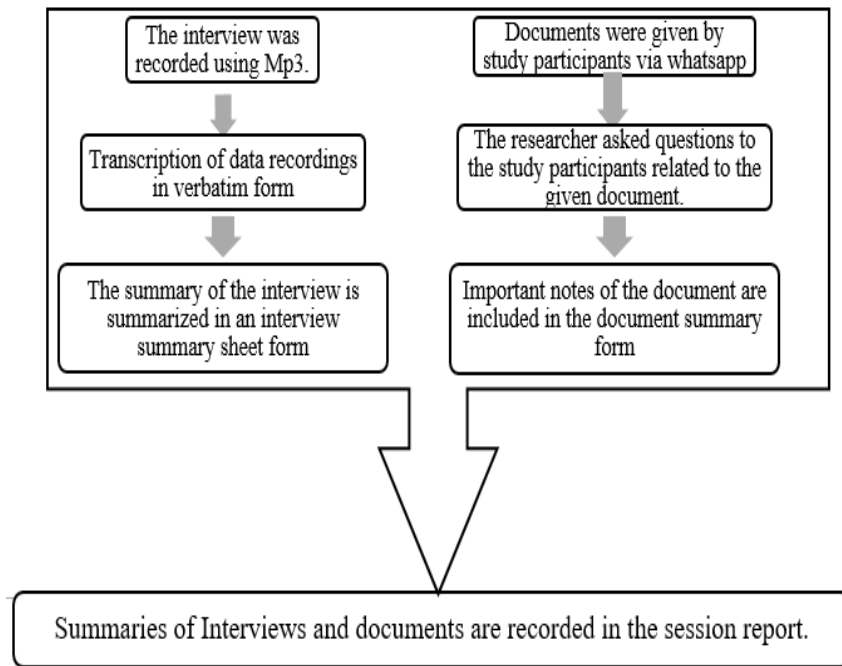 The interview was
recorded using Mp3.
Transcription of data recordings
in verbatim form
The summary of the interview is
summarized in an interview
summary sheet form
Documents were given by
study participants via whatsapp
The researcher asked questions to
the study participants related to the
given document.
Important notes of the document are
included in the document summary
form
Summaries of Interviews and documents are recorded in the session report.